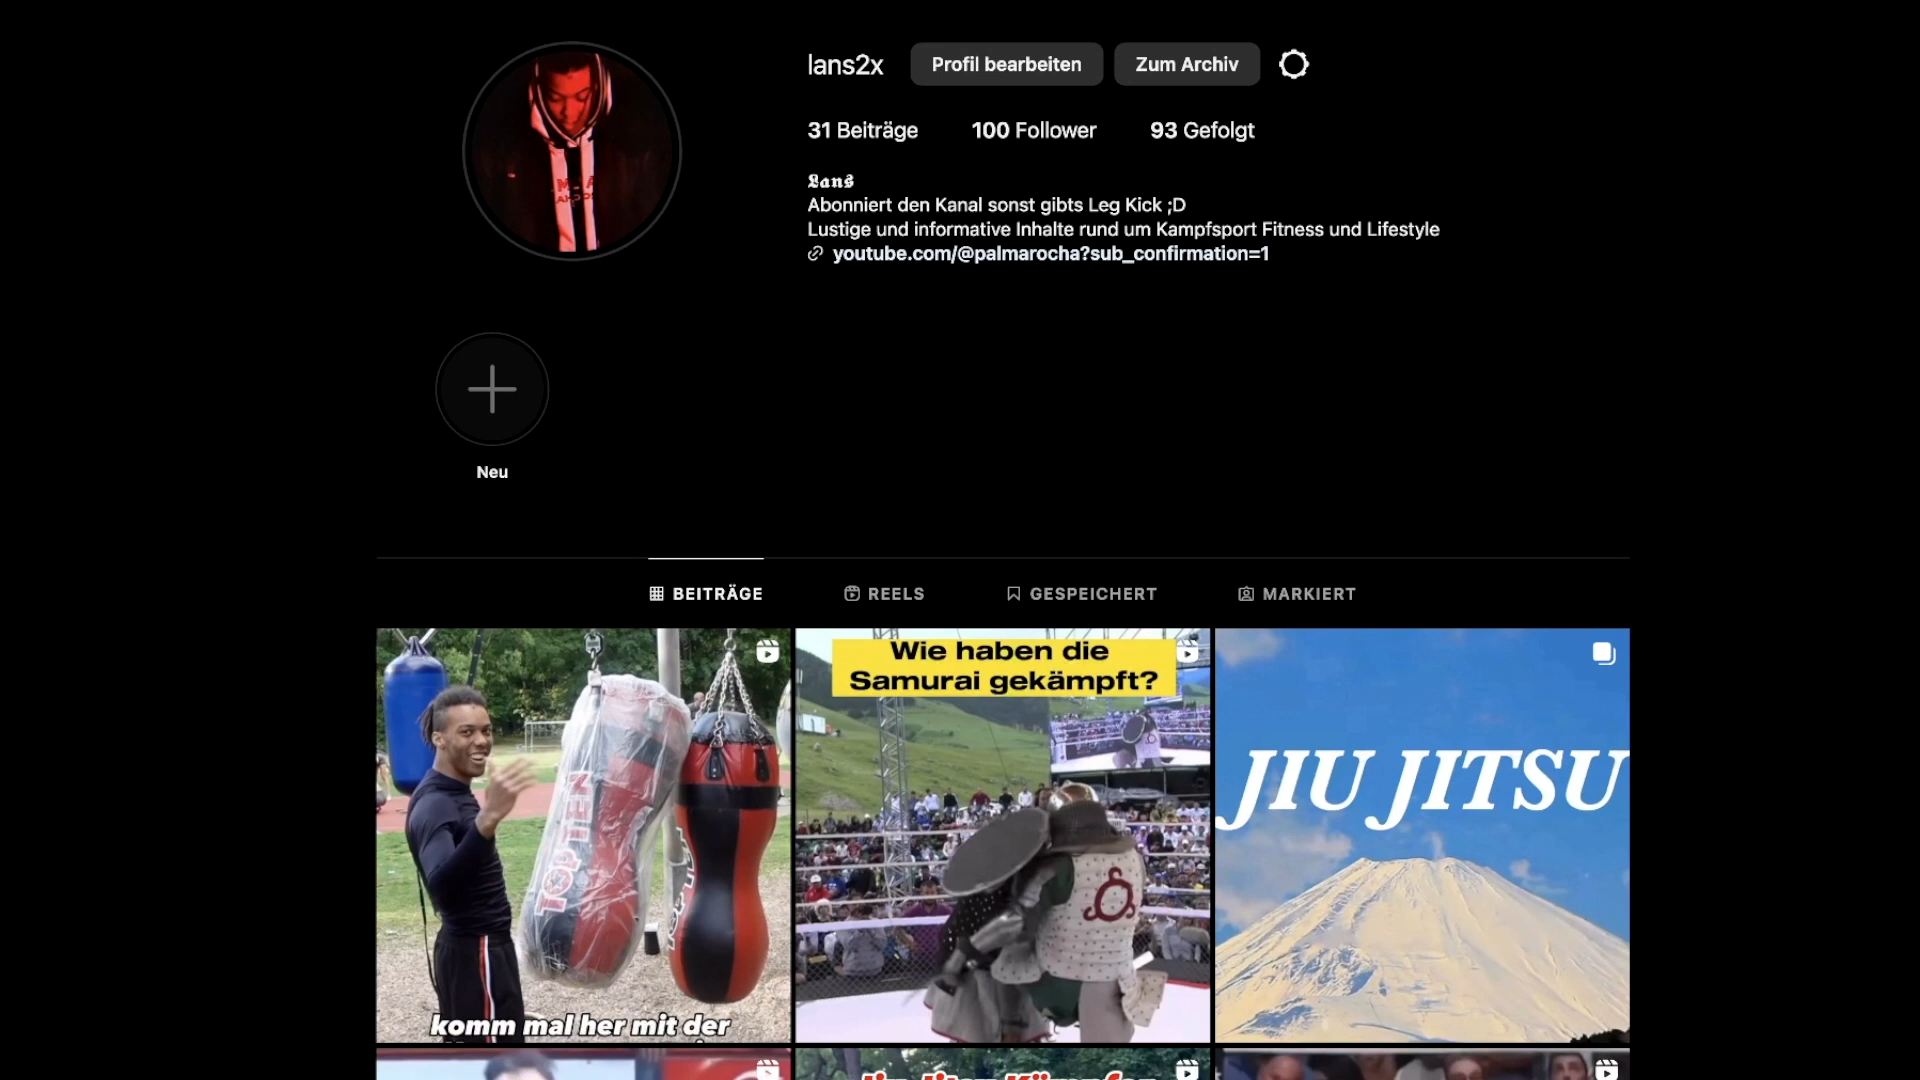 lans2x Profil bearbeiten Zum Archiv
31 Beiträge 100 Follower 93 Gefolgt
𝕷𝖆𝖓𝖘
Abonniert den Kanal sonst gibts Leg Kick ;D
Lustige und informative Inhalte rund um Kampfsport Fitness und Lifestyle
youtube.com/@palmarocha?sub_confirmation=1
Neu
BEITRÄGE REELS GESPEICHERT MARKIERT
Wie haben die
Samurai gekämpft?
JIU JITSU
TOP TEN
komm mal her mit der